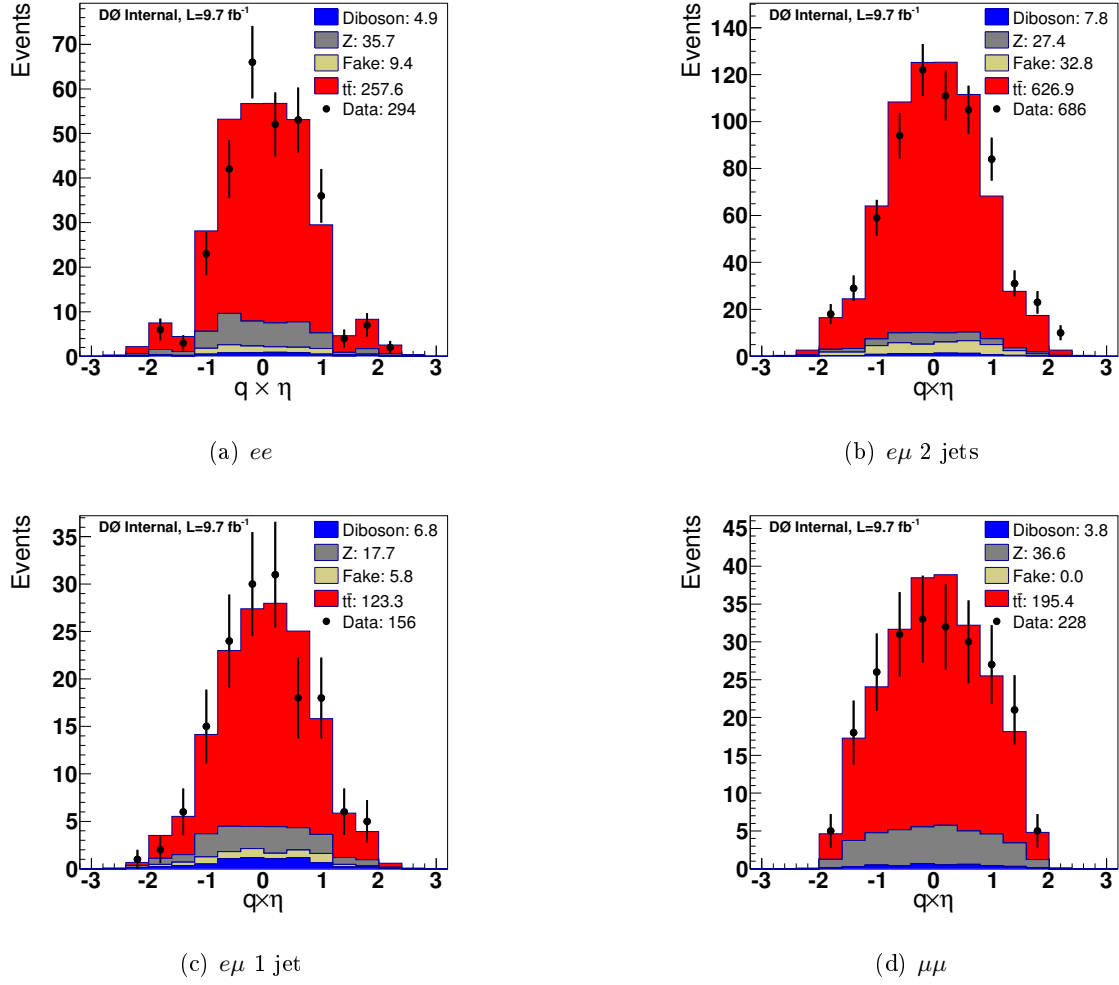 DØ Internal, L=9.7 fb⁻¹
Diboson: 4.9
Z: 35.7
Fake: 9.4
tt̄: 257.6
Data: 294
Events
70
60
50
40
30
20
10
0
-3 -2 -1 0 1 2 3
q × η
(a) ee
DØ Internal, L=9.7 fb⁻¹
Diboson: 7.8
Z: 27.4
Fake: 32.8
tt̄: 626.9
Data: 686
Events
140
120
100
80
60
40
20
0
-3 -2 -1 0 1 2 3
q×η
(b) eμ 2 jets
DØ Internal, L=9.7 fb⁻¹
Diboson: 6.8
Z: 17.7
Fake: 5.8
tt̄: 123.3
Data: 156
Events
35
30
25
20
15
10
5
0
-3 -2 -1 0 1 2 3
q×η
(c) eμ 1 jet
DØ Internal, L=9.7 fb⁻¹
Diboson: 3.8
Z: 36.6
Fake: 0.0
tt̄: 195.4
Data: 228
Events
45
40
35
30
25
20
15
10
5
0
-3 -2 -1 0 1 2 3
q×η
(d) μμ